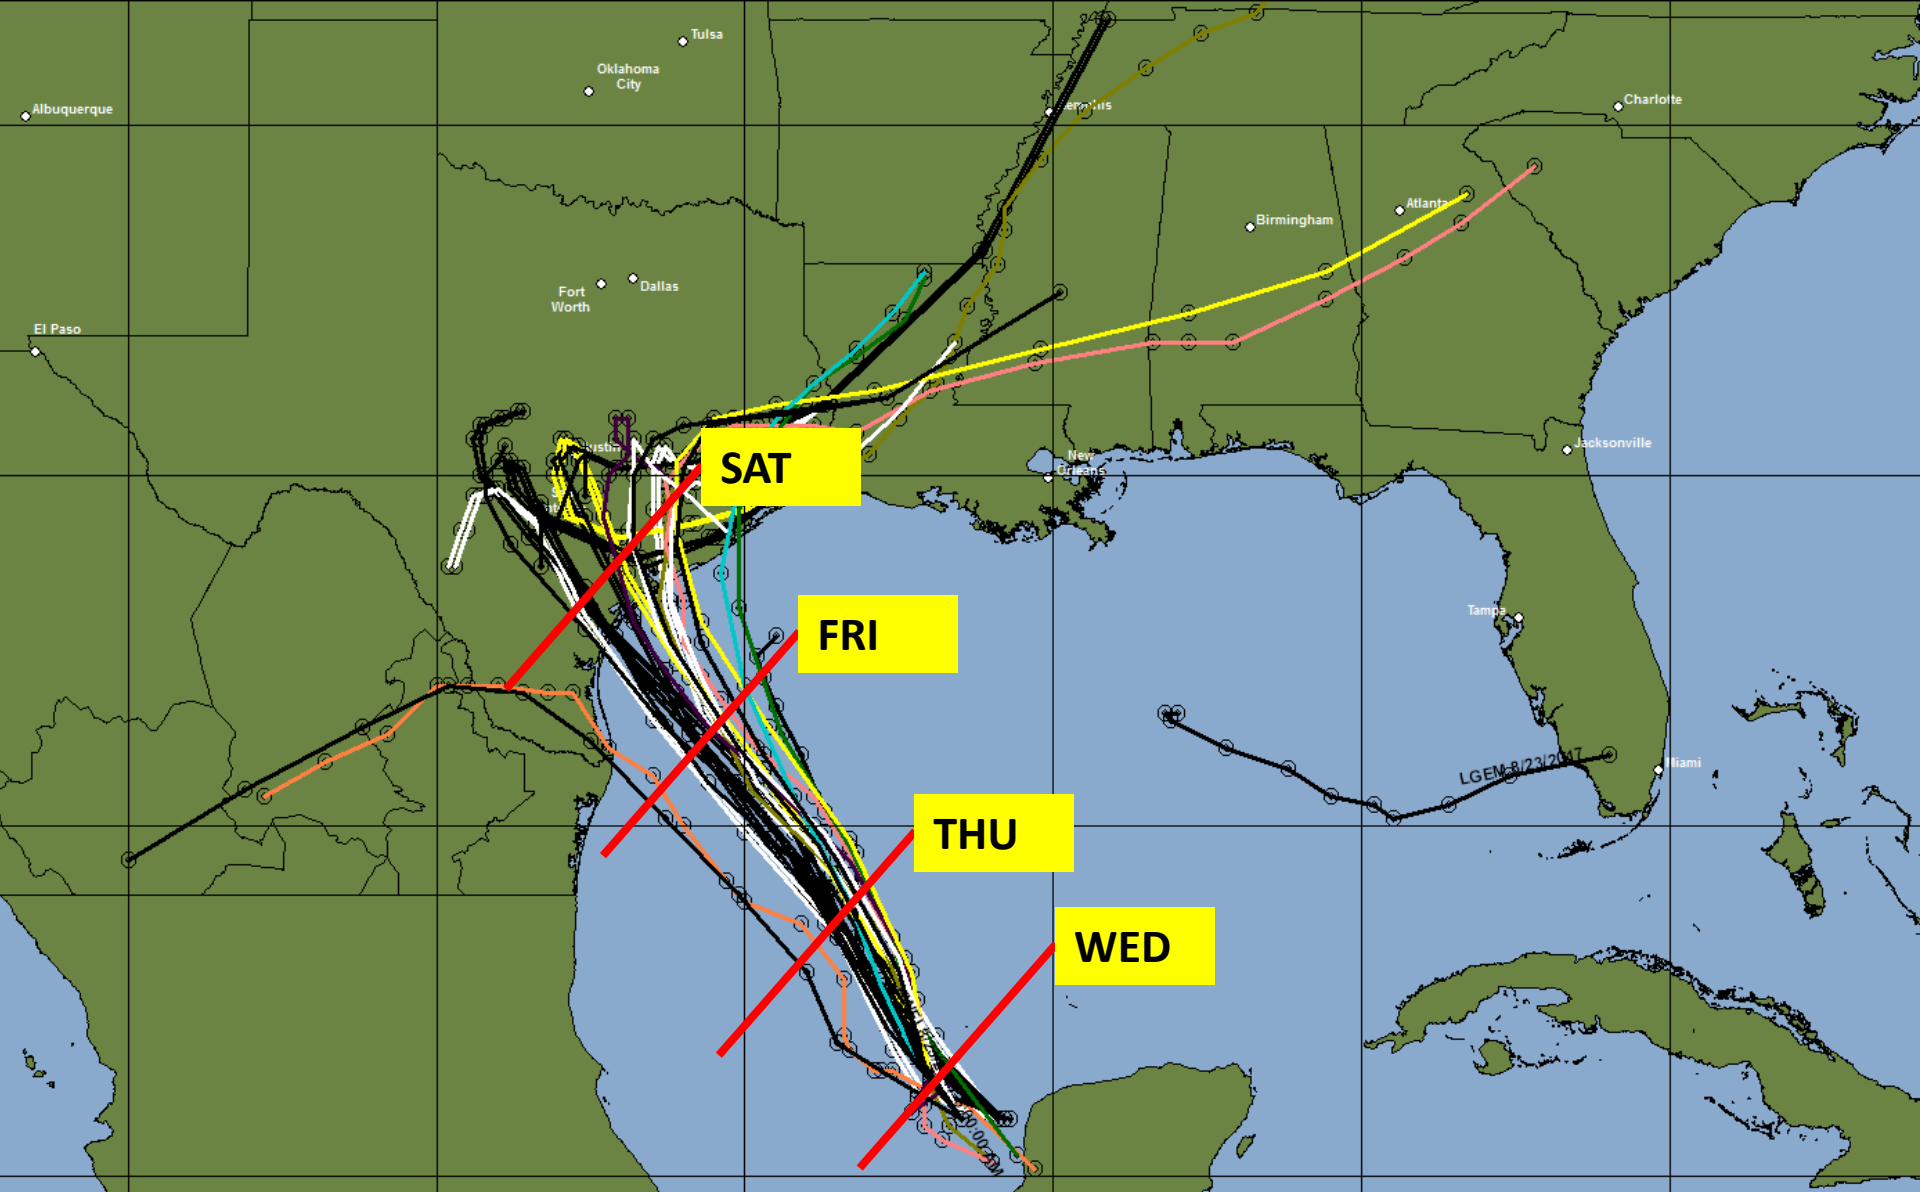 Tulsa
Oklahoma
City
Albuquerque
Charlotte
Atlanta
Birmingham
Dallas
Fort
Worth
El Paso
Jacksonville
New
Orleans
SAT
Tampa
FRI
LGEM 8/23/2017
Miami
THU
WED